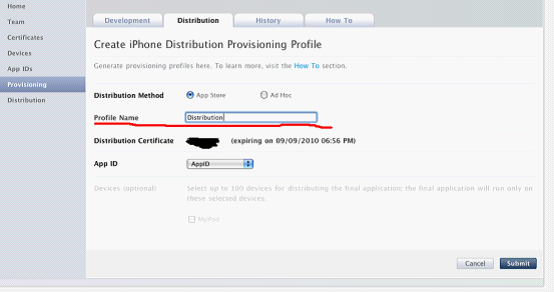 Home
Team
Certificates
Devices
App IDs
Provisioning
Distribution
Development Distribution History How To
Create iPhone Distribution Provisioning Profile
Generate provisioning profiles here. To learn more, visit the How To section.
Distribution Method App Store Ad Hoc
Profile Name Distribution
Distribution Certificate (expiring on 09/09/2010 06:56 PM)
App ID AppID
Devices (optional) Select up to 100 devices for distributing the final application; the final application will run only on
these selected devices.
MyiPod
Cancel Submit